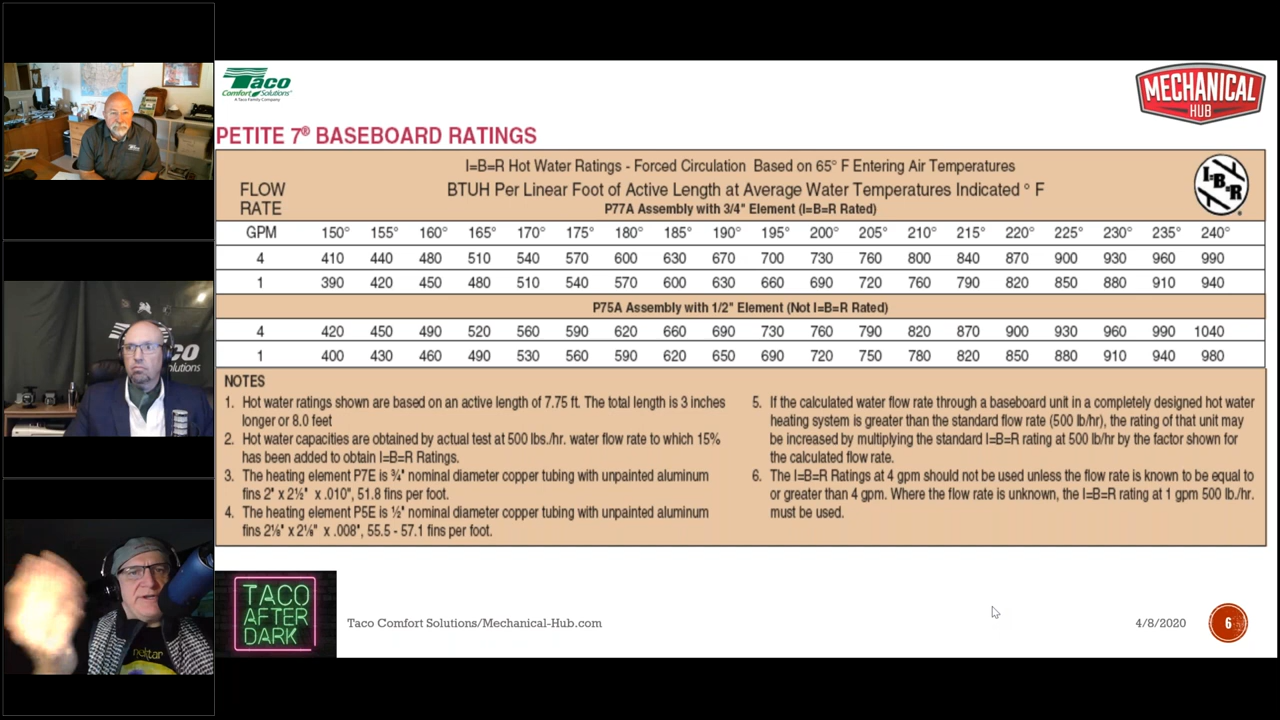 Taco
Comfort Solutions®
A Taco Family Company
MECHANICAL
HUB
PETITE 7® BASEBOARD RATINGS
I=B=R Hot Water Ratings - Forced Circulation Based on 65° F Entering Air Temperatures
FLOW RATE BTUH Per Linear Foot of Active Length at Average Water Temperatures Indicated ° F
P77A Assembly with 3/4" Element (I=B=R Rated)
I=B=R
GPM 150° 155° 160° 165° 170° 175° 180° 185° 190° 195° 200° 205° 210° 215° 220° 225° 230° 235° 240°
4 410 440 480 510 540 570 600 630 670 700 730 760 800 840 870 900 930 960 990
1 390 420 450 480 510 540 570 600 630 660 690 720 760 790 820 850 880 910 940
P75A Assembly with 1/2" Element (Not I=B=R Rated)
4 420 450 490 520 560 590 620 660 690 730 760 790 820 870 900 930 960 990 1040
1 400 430 460 490 530 560 590 620 650 690 720 750 780 820 850 880 910 940 980
NOTES
1. Hot water ratings shown are based on an active length of 7.75 ft. The total length is 3 inches
longer or 8.0 feet
2. Hot water capacities are obtained by actual test at 500 lbs./hr. water flow rate to which 15%
has been added to obtain I=B=R Ratings.
3. The heating element P7E is ¾" nominal diameter copper tubing with unpainted aluminum
fins 2" x 2½" x .010", 51.8 fins per foot.
4. The heating element P5E is ½" nominal diameter copper tubing with unpainted aluminum
fins 2⅛" x 2⅛" x .008", 55.5 - 57.1 fins per foot.
5. If the calculated water flow rate through a baseboard unit in a completely designed hot water
heating system is greater than the standard flow rate (500 lb/hr), the rating of that unit may
be increased by multiplying the standard I=B=R rating at 500 lb/hr by the factor shown for
the calculated flow rate.
6. The I=B=R Ratings at 4 gpm should not be used unless the flow rate is known to be equal to
or greater than 4 gpm. Where the flow rate is unknown, the I=B=R rating at 1 gpm 500 lb./hr.
must be used.
TACO
AFTER
DARK
Taco Comfort Solutions/Mechanical-Hub.com
4/8/2020
6
co
olutions
nektar